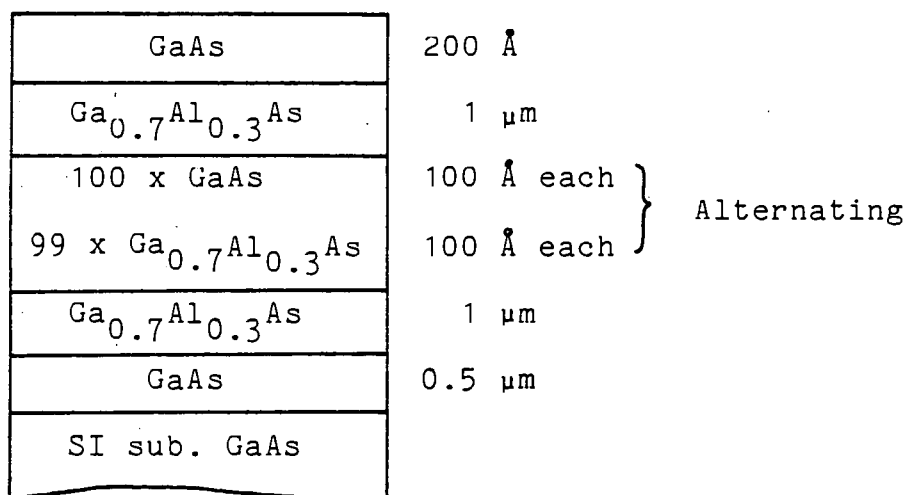 GaAs 200 Å
Ga0.7Al0.3As 1 μm
100 x GaAs 100 Å each
Alternating
99 x Ga0.7Al0.3As 100 Å each
Ga0.7Al0.3As 1 μm
GaAs 0.5 μm
SI sub. GaAs